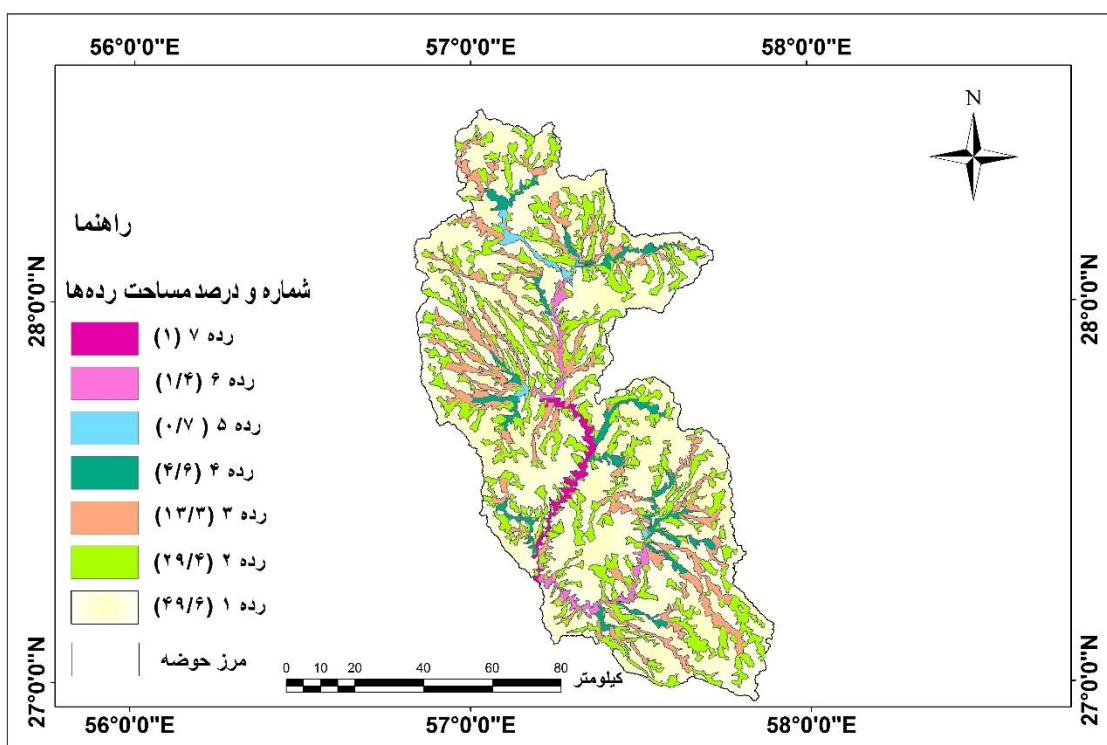 56°0'0"E 57°0'0"E 58°0'0"E
N
راهنما
شماره و درصد مساحت رده‌ها
رده ۷ (۱)
رده ۶ (۱/۴)
رده ۵ (۰/۷)
رده ۴ (۴/۶)
رده ۳ (۱۳/۳)
رده ۲ (۲۹/۴)
رده ۱ (۴۹/۶)
مرز حوضه
28°0'0"N 28°0'0"N
0 10 20 40 60 80
کیلومتر
27°0'0"N 27°0'0"N
56°0'0"E 57°0'0"E 58°0'0"E